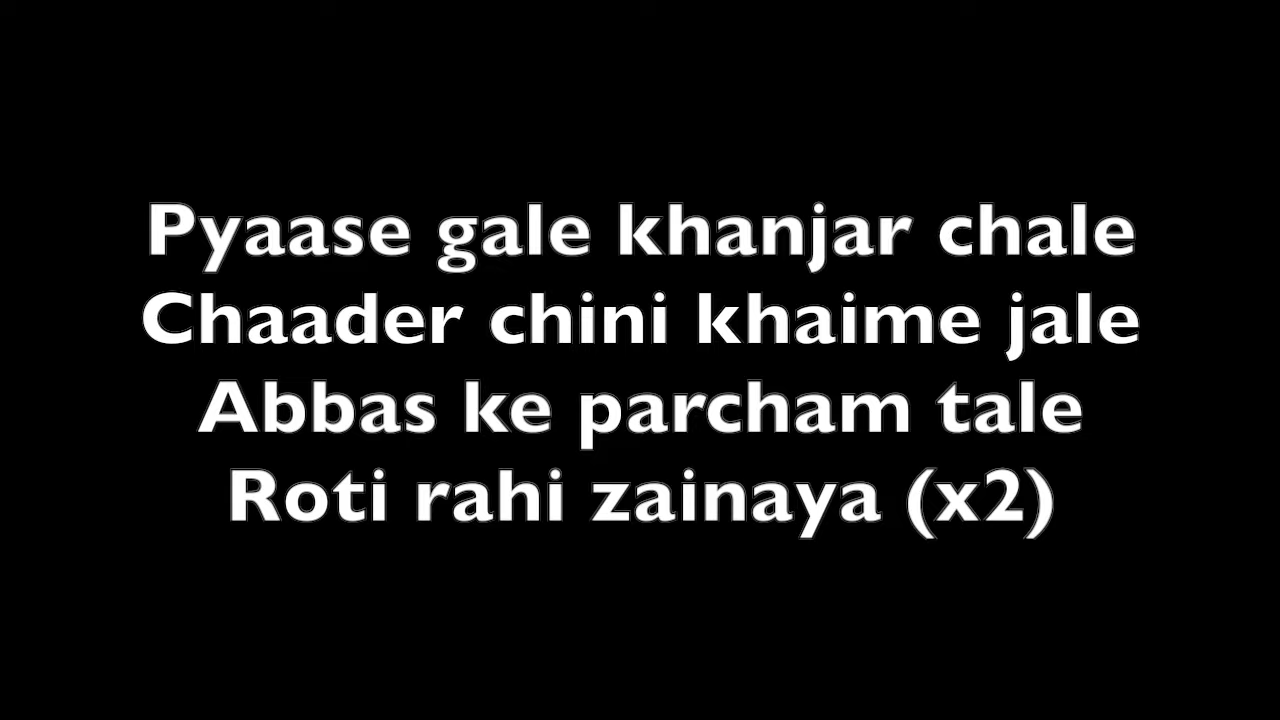 Pyaase gale khanjar chale
Chaader chini khaime jale
Abbas ke parcham tale
Roti rahi zainaya (x2)